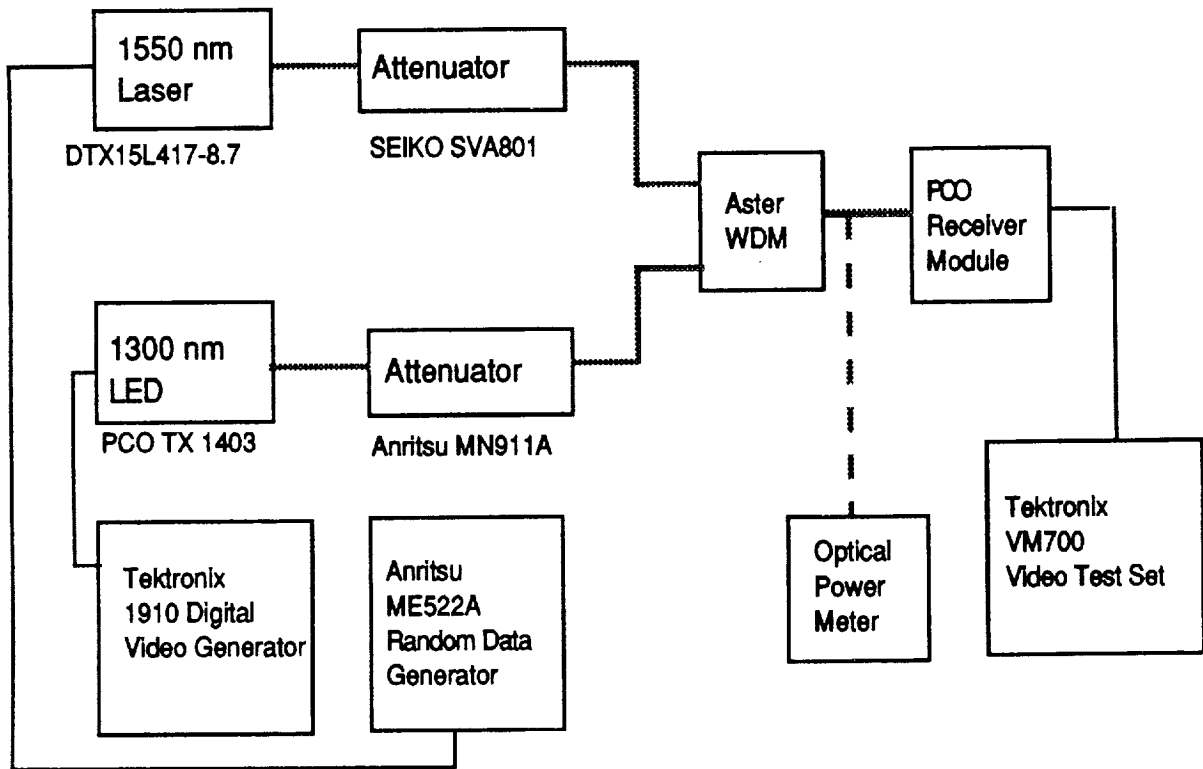 1550 nm
Laser
DTX15L417-8.7
Attenuator
SEIKO SVA801
Aster
WDM
PCO
Receiver
Module
1300 nm
LED
PCO TX 1403
Attenuator
Anritsu MN911A
Tektronix
1910 Digital
Video Generator
Anritsu
ME522A
Random Data
Generator
Optical
Power
Meter
Tektronix
VM700
Video Test Set